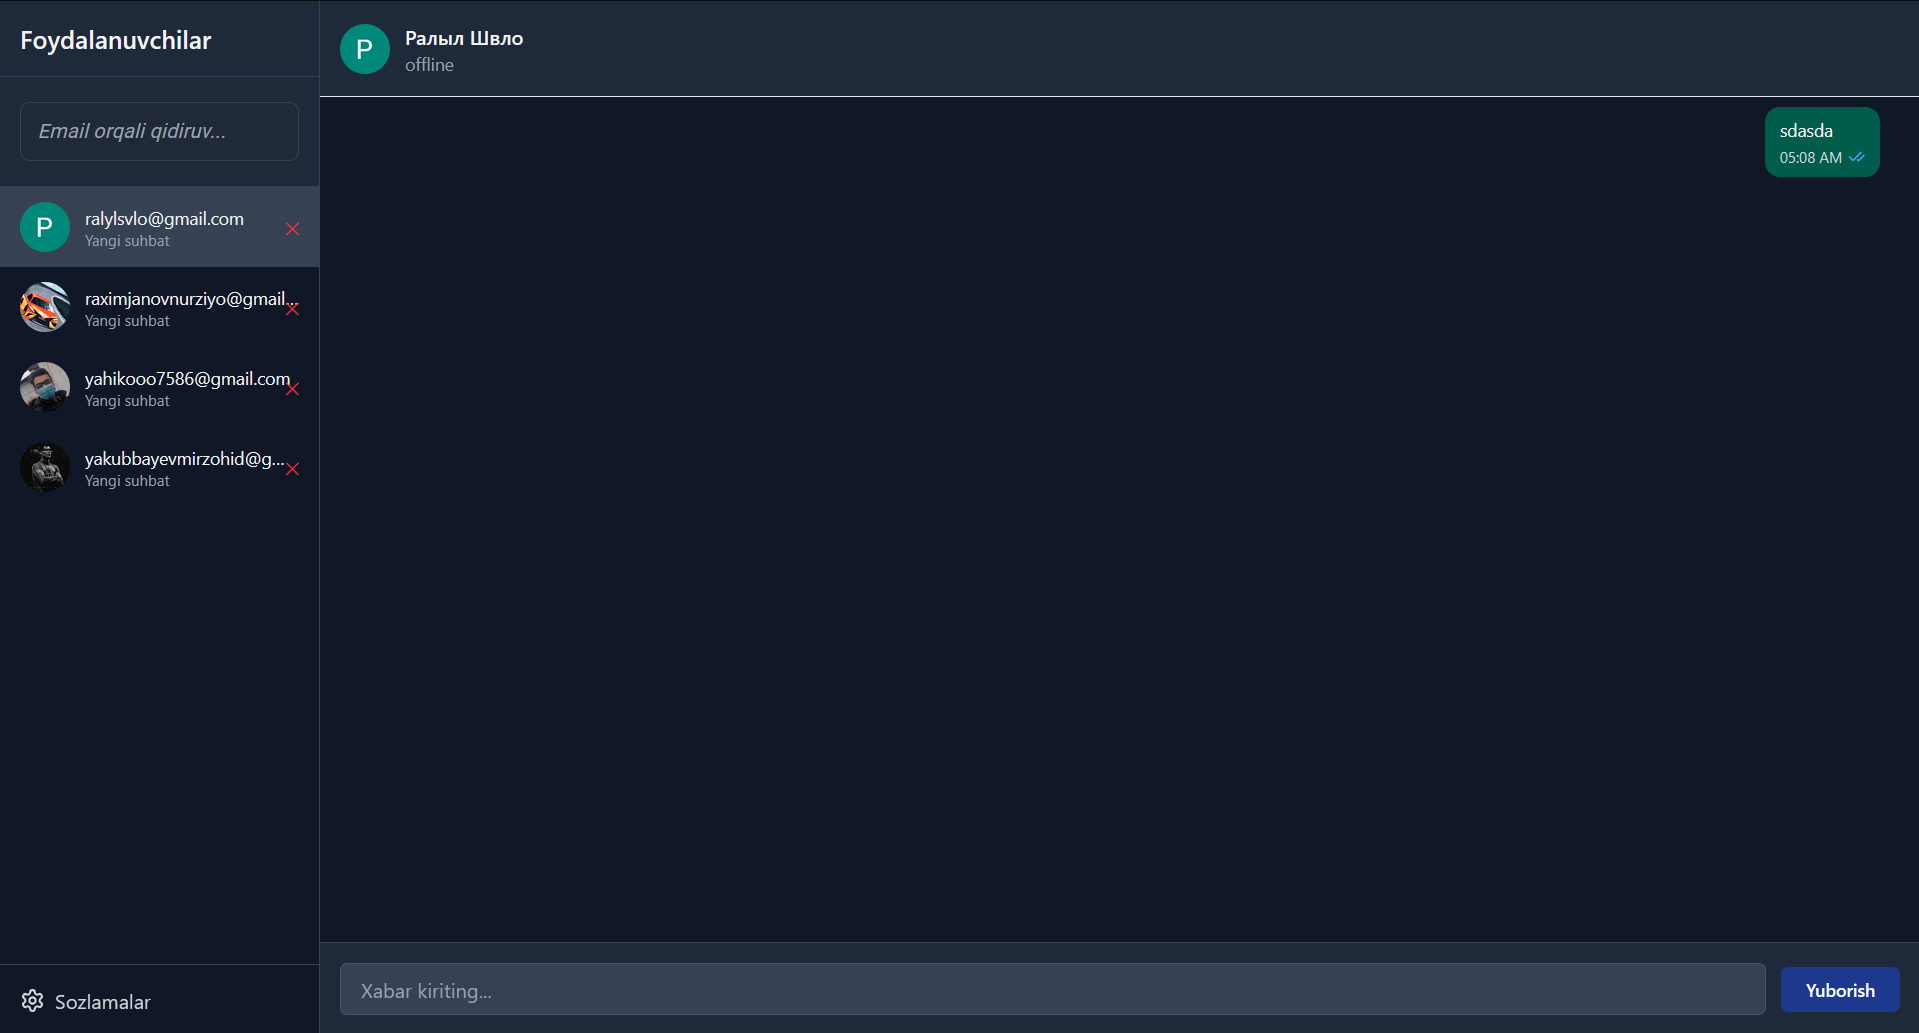 Foydalanuvchilar
Email orqali qidiruv...
P
ralylsvlo@gmail.com
Yangi suhbat
raximjanovnurziyo@gmail...
Yangi suhbat
yahikooo7586@gmail.com
Yangi suhbat
yakubbayevmirzohid@g...
Yangi suhbat
Sozlamalar
Р
Ралыл Швло
offline
sdasda
05:08 AM
Xabar kiriting...
Yuborish